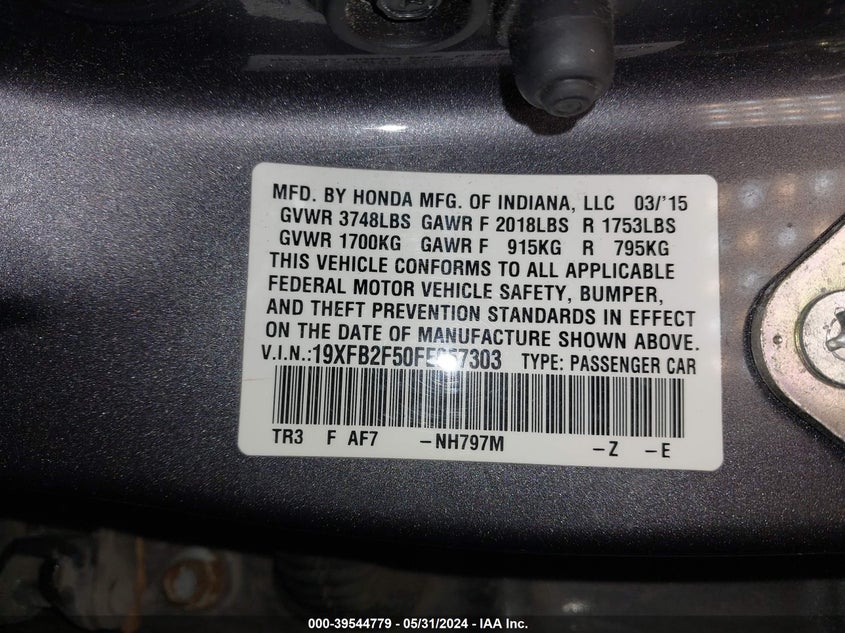 MFD. BY HONDA MFG. OF INDIANA, LLC 03/'15
GVWR 3748LBS GAWR F 2018LBS R 1753LBS
GVWR 1700KG GAWR F 915KG R 795KG
THIS VEHICLE CONFORMS TO ALL APPLICABLE
FEDERAL MOTOR VEHICLE SAFETY, BUMPER,
AND THEFT PREVENTION STANDARDS IN EFFECT
ON THE DATE OF MANUFACTURE SHOWN ABOVE.
V.I.N.: TYPE: PASSENGER CAR
TR3 F AF7 –NH797M –Z –E
000-39544779 - 05/31/2024 - IAA Inc.